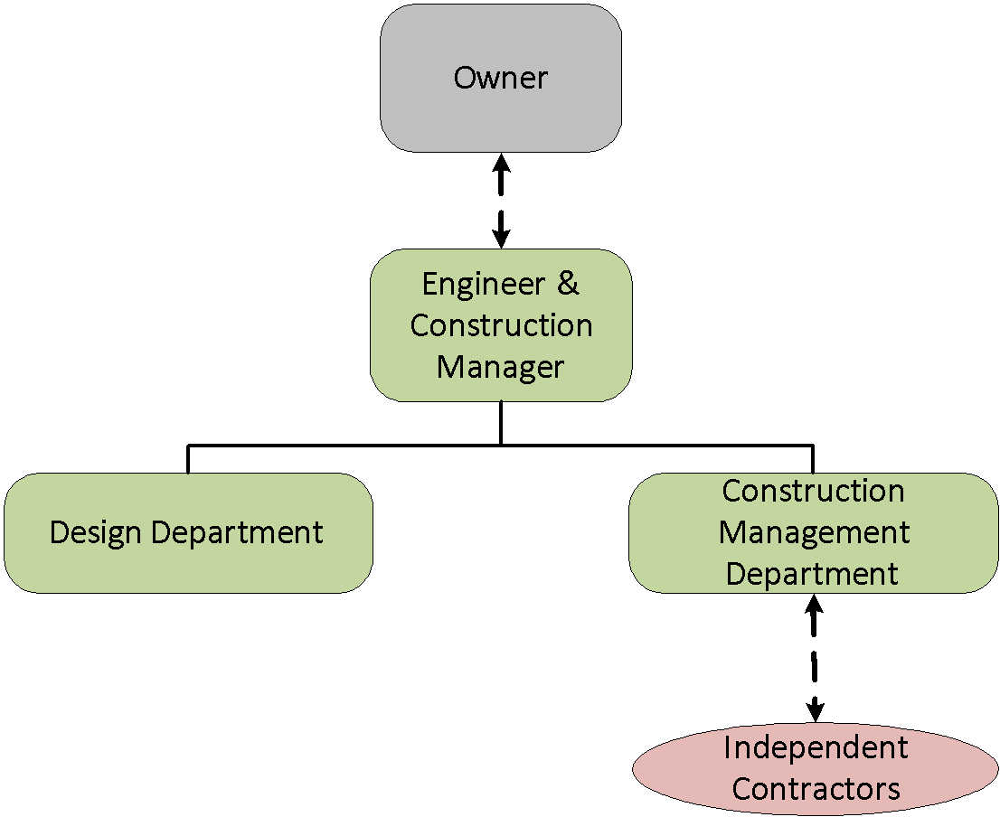 Owner
Engineer &
Construction
Manager
Design Department
Construction
Management
Department
Independent
Contractors